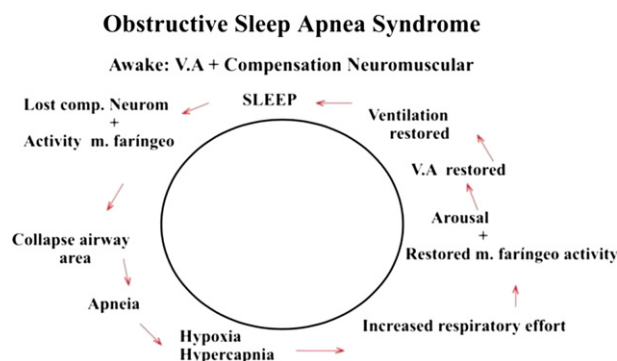 Obstructive Sleep Apnea Syndrome
Awake: V.A + Compensation Neuromuscular
SLEEP
Lost comp. Neurom
+
Activity m. faríngeo
Collapse airway
area
Apneia
Hypoxia
Hypercapnia
Increased respiratory effort
Arousal
+
Restored m. faríngeo activity
V.A restored
Ventilation
restored